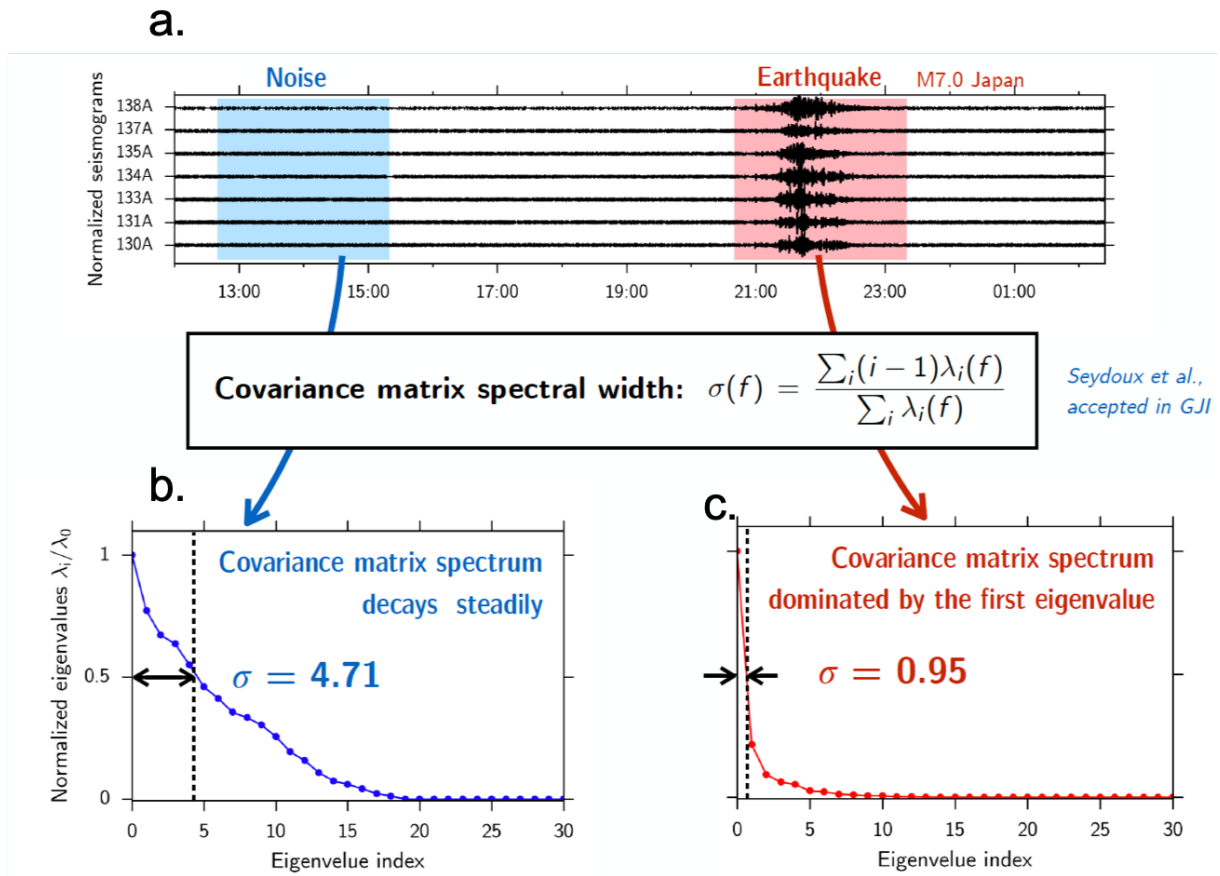 a.
Noise
Earthquake
M7.0 Japan
Normalized seismograms
138A
137A
135A
134A
133A
131A
130A
13:00 15:00 17:00 19:00 21:00 23:00 01:00
Covariance matrix spectral width: σ(f) = ∑ᵢ(i − 1)λᵢ(f) / ∑ᵢ λᵢ(f)
Seydoux et al.,
accepted in GJI
b.
Normalized eigenvalues λᵢ/λ₀
1
0.5
0
Covariance matrix spectrum
decays steadily
σ = 4.71
0 5 10 15 20 25 30
Eigenvelue index
c.
Covariance matrix spectrum
dominated by the first eigenvalue
σ = 0.95
0 5 10 15 20 25 30
Eigenvelue index